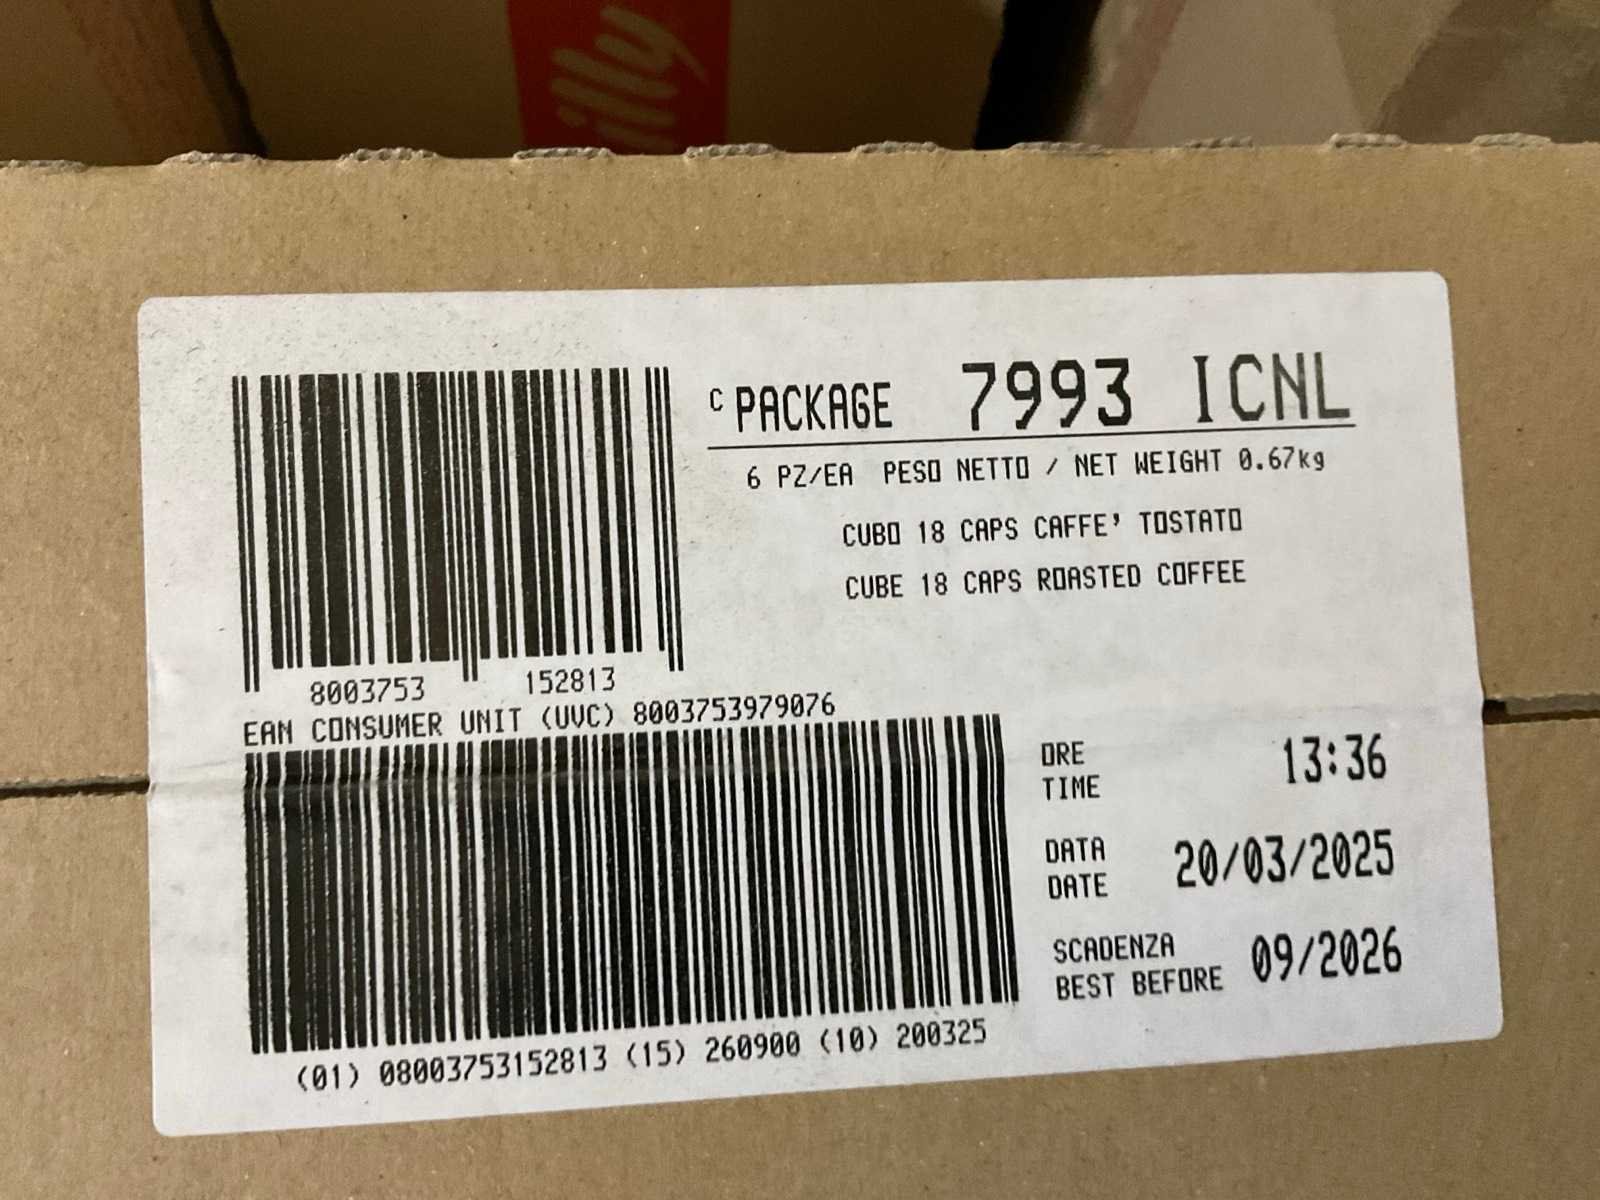 illy
C PACKAGE 7993 ICNL
6 PZ/EA PESO NETTO / NET WEIGHT 0.67kg
CUBO 18 CAPS CAFFE' TOSTATO
CUBE 18 CAPS ROASTED COFFEE
8003753 152813
EAN CONSUMER UNIT (UVC) 8003753979076
ORE
TIME
13:36
DATA
DATE
20/03/2025
SCADENZA
BEST BEFORE
09/2026
(01) 08003753152813 (15) 260900 (10) 200325